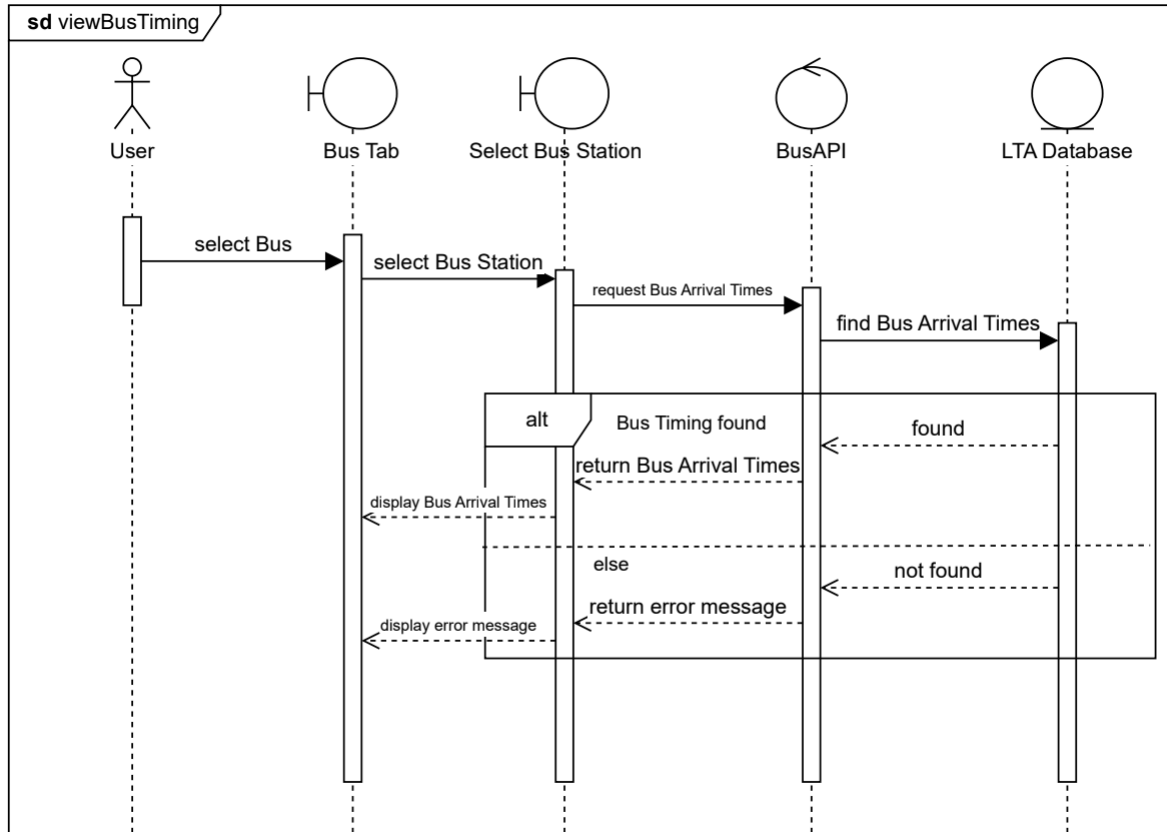 sd viewBusTiming
User
Bus Tab
Select Bus Station
BusAPI
LTA Database
select Bus
select Bus Station
request Bus Arrival Times
find Bus Arrival Times
alt
Bus Timing found
found
return Bus Arrival Times
display Bus Arrival Times
else
not found
return error message
display error message